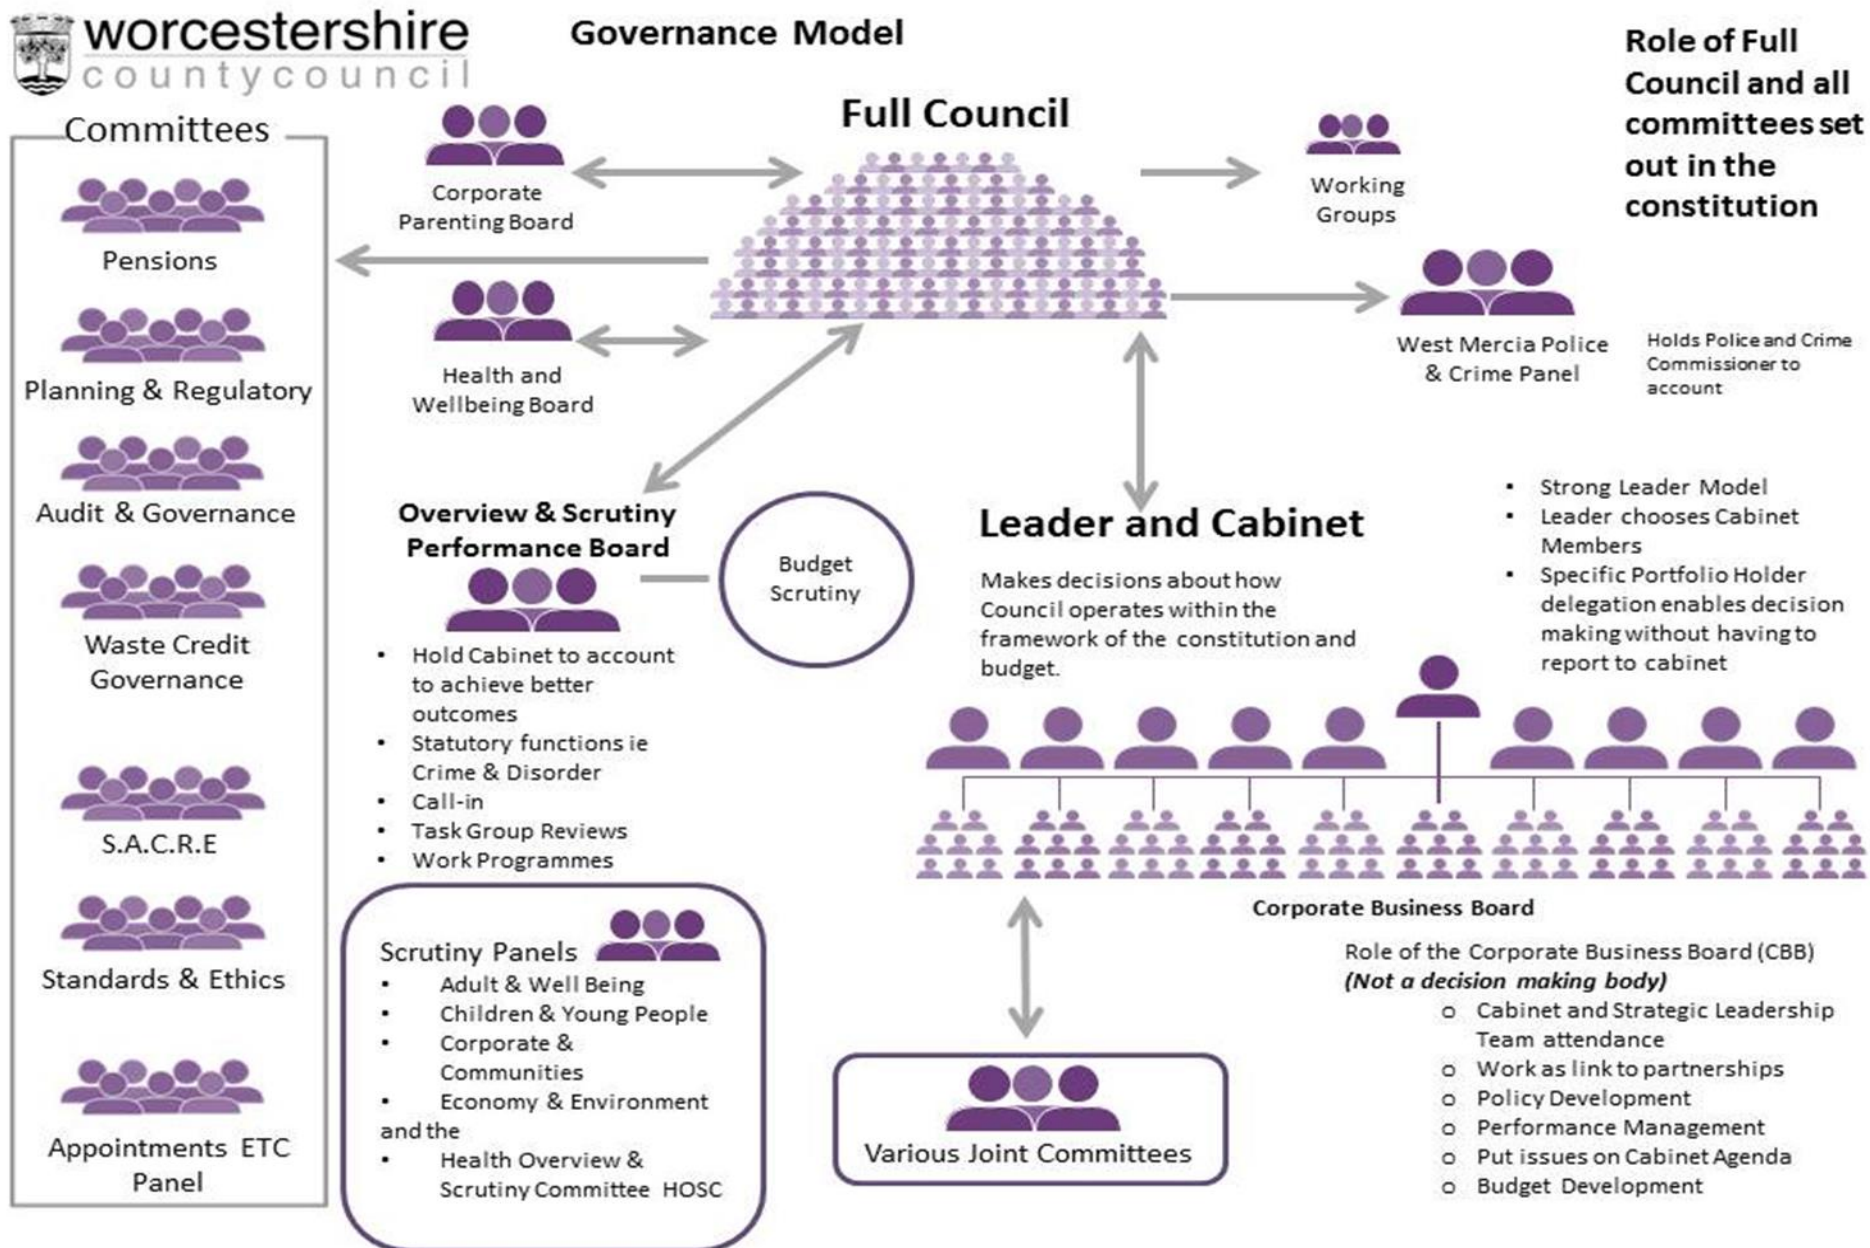 worcestershire
countycouncil
Governance Model
Role of Full
Council and all
committees set
out in the
constitution
Committees
Pensions
Planning & Regulatory
Audit & Governance
Waste Credit
Governance
S.A.C.R.E
Standards & Ethics
Appointments ETC
Panel
Corporate
Parenting Board
Health and
Wellbeing Board
Full Council
Working
Groups
West Mercia Police
& Crime Panel
Holds Police and Crime
Commissioner to
account
Overview & Scrutiny
Performance Board
Budget
Scrutiny
• Hold Cabinet to account
to achieve better
outcomes
• Statutory functions ie
Crime & Disorder
• Call-in
• Task Group Reviews
• Work Programmes
Scrutiny Panels
• Adult & Well Being
• Children & Young People
• Corporate &
Communities
• Economy & Environment
and the
• Health Overview &
Scrutiny Committee HOSC
Leader and Cabinet
Makes decisions about how
Council operates within the
framework of the constitution and
budget.
▪ Strong Leader Model
▪ Leader chooses Cabinet
Members
▪ Specific Portfolio Holder
delegation enables decision
making without having to
report to cabinet
Various Joint Committees
Corporate Business Board
Role of the Corporate Business Board (CBB)
(Not a decision making body)
o Cabinet and Strategic Leadership
Team attendance
o Work as link to partnerships
o Policy Development
o Performance Management
o Put issues on Cabinet Agenda
o Budget Development